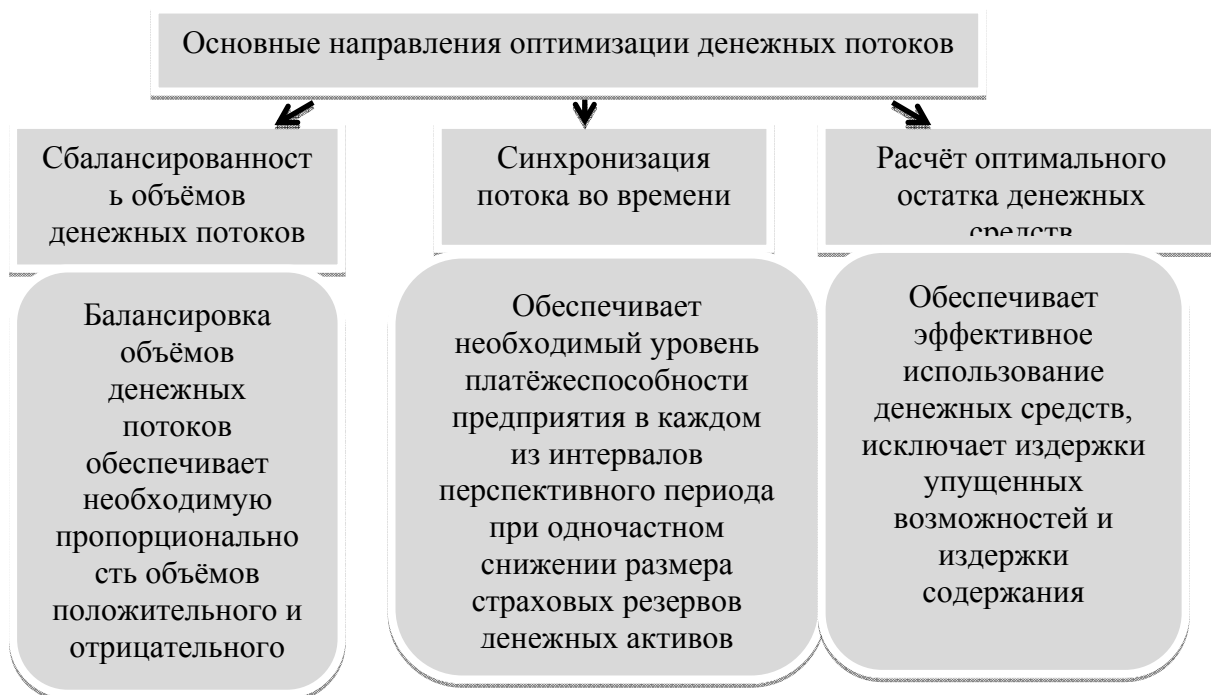 Основные направления оптимизации денежных потоков
Сбалансированност
ь объёмов
денежных потоков
Синхронизация
потока во времени
Расчёт оптимального
остатка денежных
средств
Балансировка
объёмов
денежных
потоков
обеспечивает
необходимую
пропорционально
сть объёмов
положительного и
отрицательного
Обеспечивает
необходимый уровень
платёжеспособности
предприятия в каждом
из интервалов
перспективного периода
при одночастном
снижении размера
страховых резервов
денежных активов
Обеспечивает
эффективное
использование
денежных средств,
исключает издержки
упущенных
возможностей и
издержки
содержания